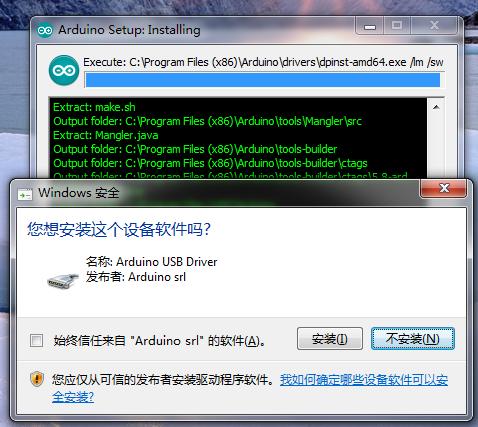 Arduino Setup: Installing
Execute: C:\Program Files (x86)\Arduino\drivers\dpinst-amd64.exe /lm /sw
Extract: make.sh
Output folder: C:\Program Files (x86)\Arduino\tools\Mangler\src
Extract: Mangler.java
Output folder: C:\Program Files (x86)\Arduino\tools-builder
Output folder: C:\Program Files (x86)\Arduino\tools-builder\ctags
Output folder: C:\Program Files (x86)\Arduino\tools-builder\ctags\5.8-ard
Windows 安全
您想安装这个设备软件吗?
名称: Arduino USB Driver
发布者: Arduino srl
始终信任来自 "Arduino srl" 的软件(A)。
安装(I)
不安装(N)
您应仅从可信的发布者安装驱动程序软件。我如何确定哪些设备软件可以安
全安装?